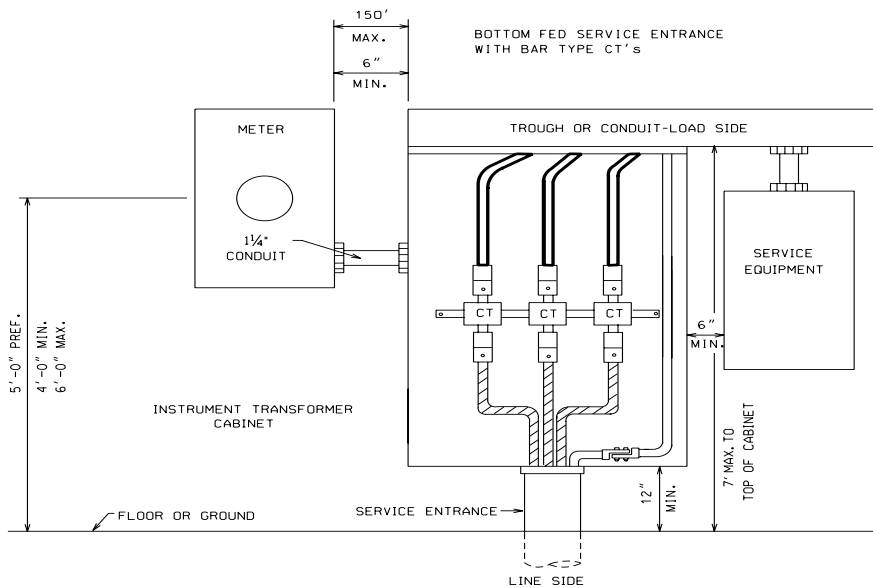 150'
MAX.
6"
MIN.
BOTTOM FED SERVICE ENTRANCE
WITH BAR TYPE CT's
METER
TROUGH OR CONDUIT-LOAD SIDE
1¼"
CONDUIT
SERVICE
EQUIPMENT
CT
CT
CT
6"
MIN.
5'-0" PREF.
4'-0" MIN.
6'-0" MAX.
INSTRUMENT TRANSFORMER
CABINET
7' MAX. TO
TOP OF CABINET
12"
MIN.
FLOOR OR GROUND
SERVICE ENTRANCE
LINE SIDE